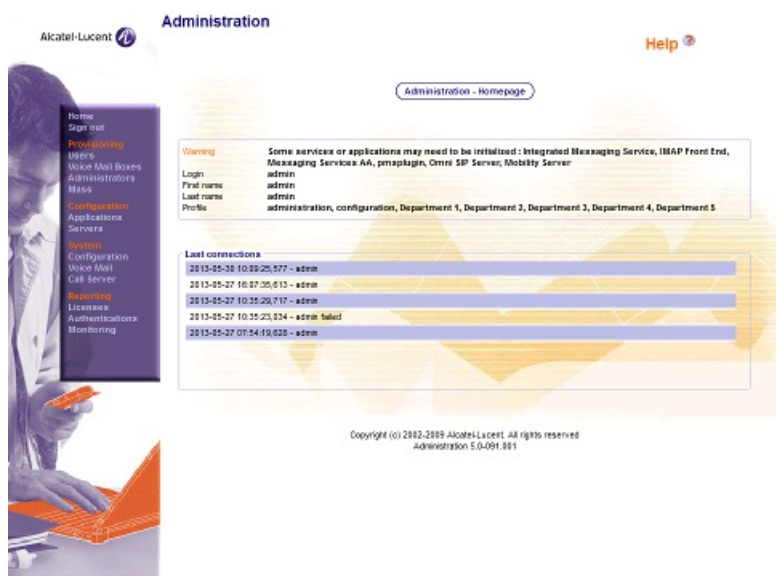 Alcatel-Lucent
Administration
Help
Administration - Homepage
Home
Sign out
Provisioning
Users
Voice Mail Boxes
Administrators
Mass
Configuration
Applications
Servers
System
Configuration
Voice Mail
Call Server
Reporting
Licenses
Authentications
Monitoring
Warning Some services or applications may need to be initialized : Integrated Messaging Service, IMAP Front End,
Messaging Services AA, pmsplugin, Omni SIP Server, Mobility Server
Login admin
First name admin
Last name admin
Profile administration, configuration, Department 1, Department 2, Department 3, Department 4, Department 5
Last connections
2013-05-30 10:09:25,577 - admin
2013-05-27 16:07:35,613 - admin
2013-05-27 10:35:29,717 - admin
2013-05-27 10:35:23,034 - admin failed
2013-05-27 07:54:19,628 - admin
Copyright (c) 2002-2009 Alcatel-Lucent. All rights reserved
Administration 5.0-091.001